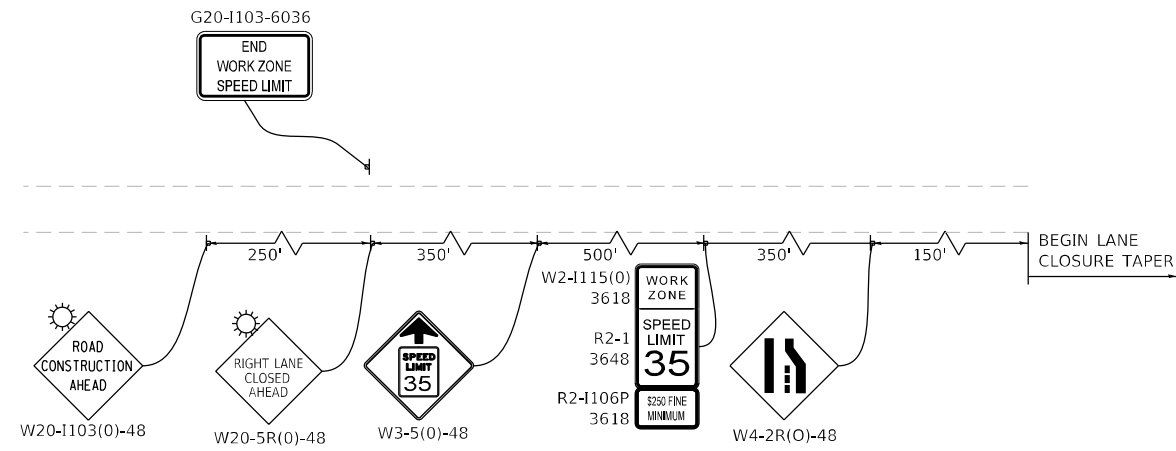 G20-I103-6036
END
WORK ZONE
SPEED LIMIT
250'
350'
500'
350'
150'
BEGIN LANE
CLOSURE TAPER
W2-I115(0)
3618
WORK
ZONE
R2-1
3648
SPEED
LIMIT
35
R2-I106P
3618
$250 FINE
MINIMUM
ROAD
CONSTRUCTION
AHEAD
W20-I103(0)-48
RIGHT LANE
CLOSED
AHEAD
W20-5R(0)-48
SPEED
LIMIT
35
W3-5(0)-48
W4-2R(O)-48